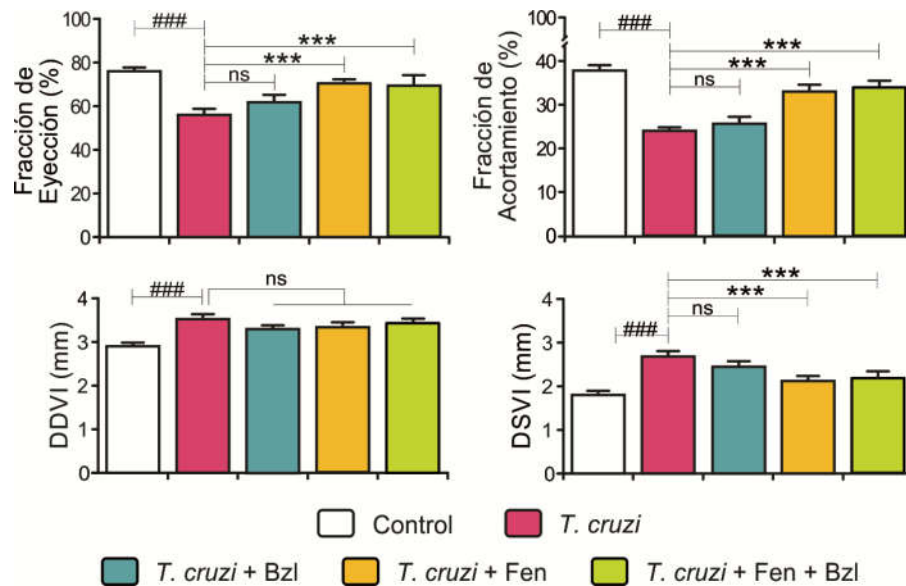 Fracción de
Eyección (%)
100
80
60
40
20
0
###
ns
***
***
Fracción de
Acortamiento (%)
100
40
30
20
10
0
###
ns
***
***
DDVI (mm)
4
3
2
1
0
###
ns
DSVI (mm)
4
3
2
1
0
###
ns
***
***
Control
T. cruzi
T. cruzi + Bzl
T. cruzi + Fen
T. cruzi + Fen + Bzl